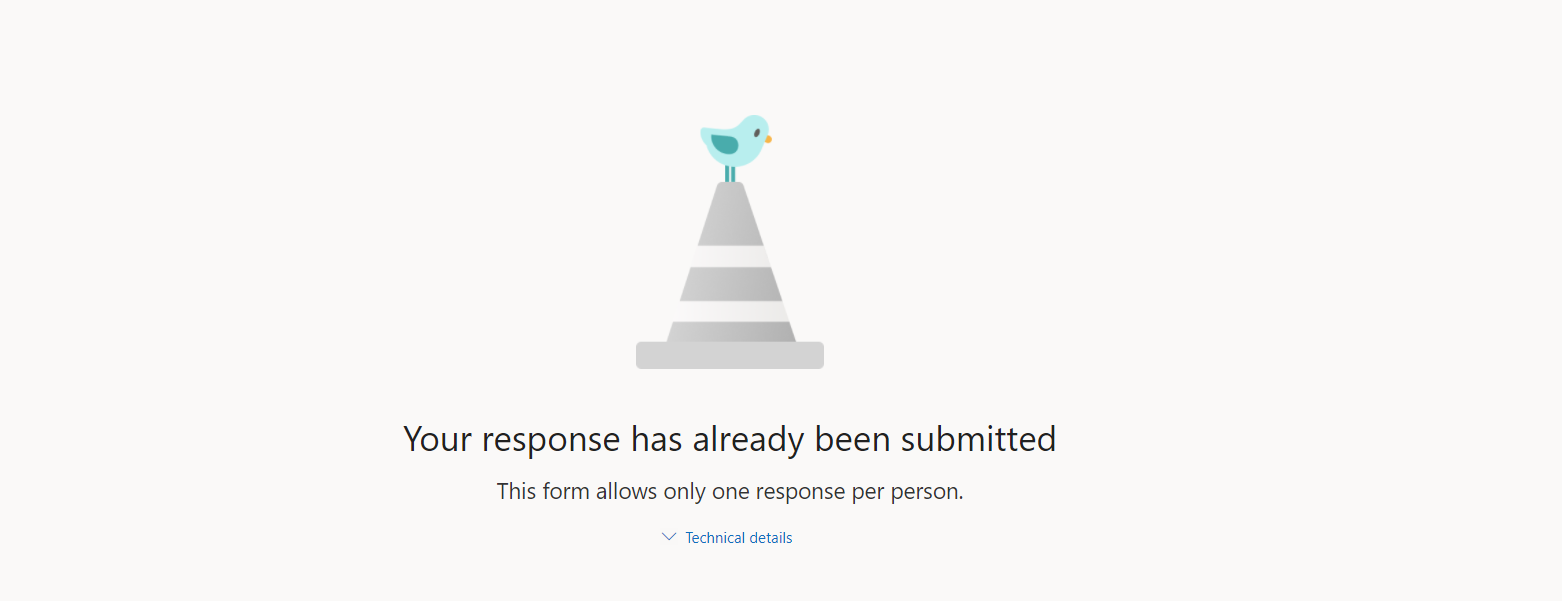 Your response has already been submitted
This form allows only one response per person.
Technical details